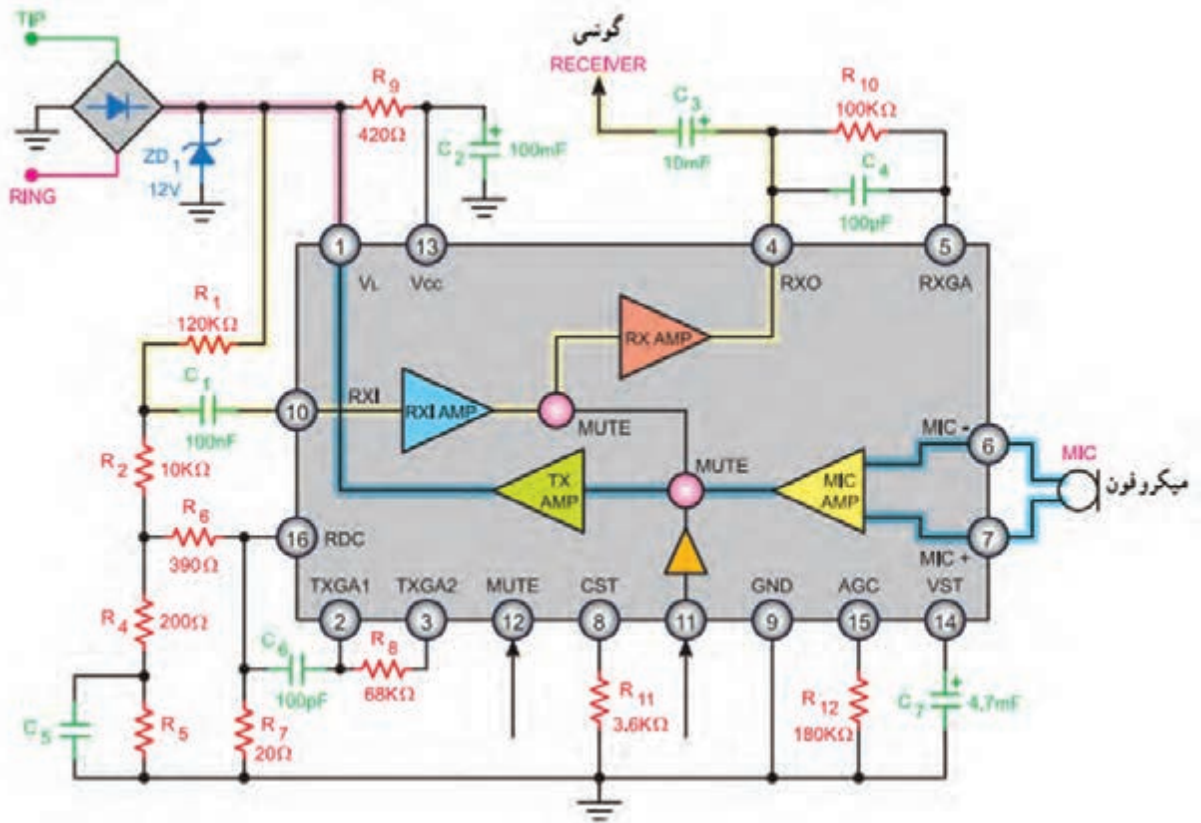 TIP
RING
ZD1
12V
R9
420Ω
C2
100mF
گوشی
RECEIVER
C3
10mF
R10
100KΩ
C4
100pF
1
13
4
5
VL
Vcc
RXO
RXGA
R1
120KΩ
C1
100nF
10
RXI
RXI AMP
MUTE
RX AMP
R2
10KΩ
TX AMP
MUTE
MIC AMP
MIC -
6
MIC
میکروفون
7
MIC +
R6
390Ω
16
RDC
TXGA1
TXGA2
MUTE
CST
GND
AGC
VST
2
3
12
8
11
9
15
14
R4
200Ω
C6
100pF
R8
68KΩ
C5
R5
R7
20Ω
R11
3.6KΩ
R12
180KΩ
C7
4.7mF